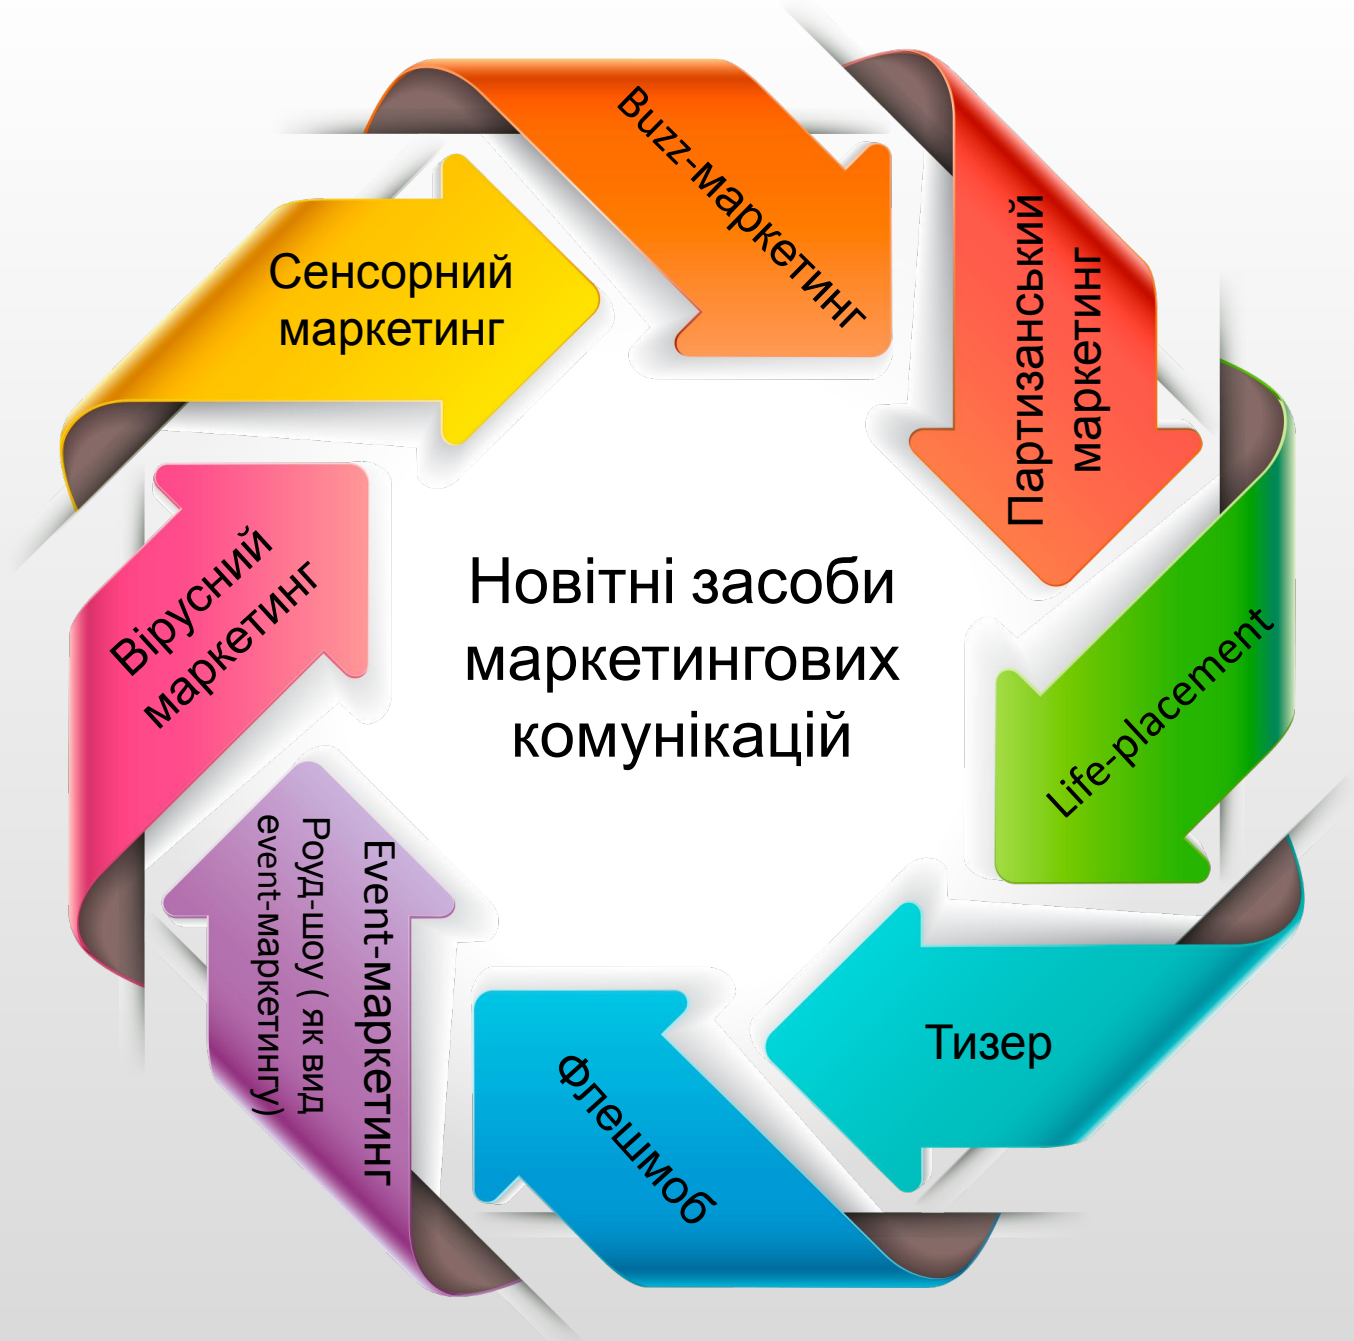 Сенсорний
маркетинг
Buzz-маркетинг
Партизанський
маркетинг
Life-placement
Тизер
Флешмоб
Event-маркетинг
Роуд-шоу ( як вид
event-маркетингу)
Вірусний
маркетинг
Новітні засоби
маркетингових
комунікацій